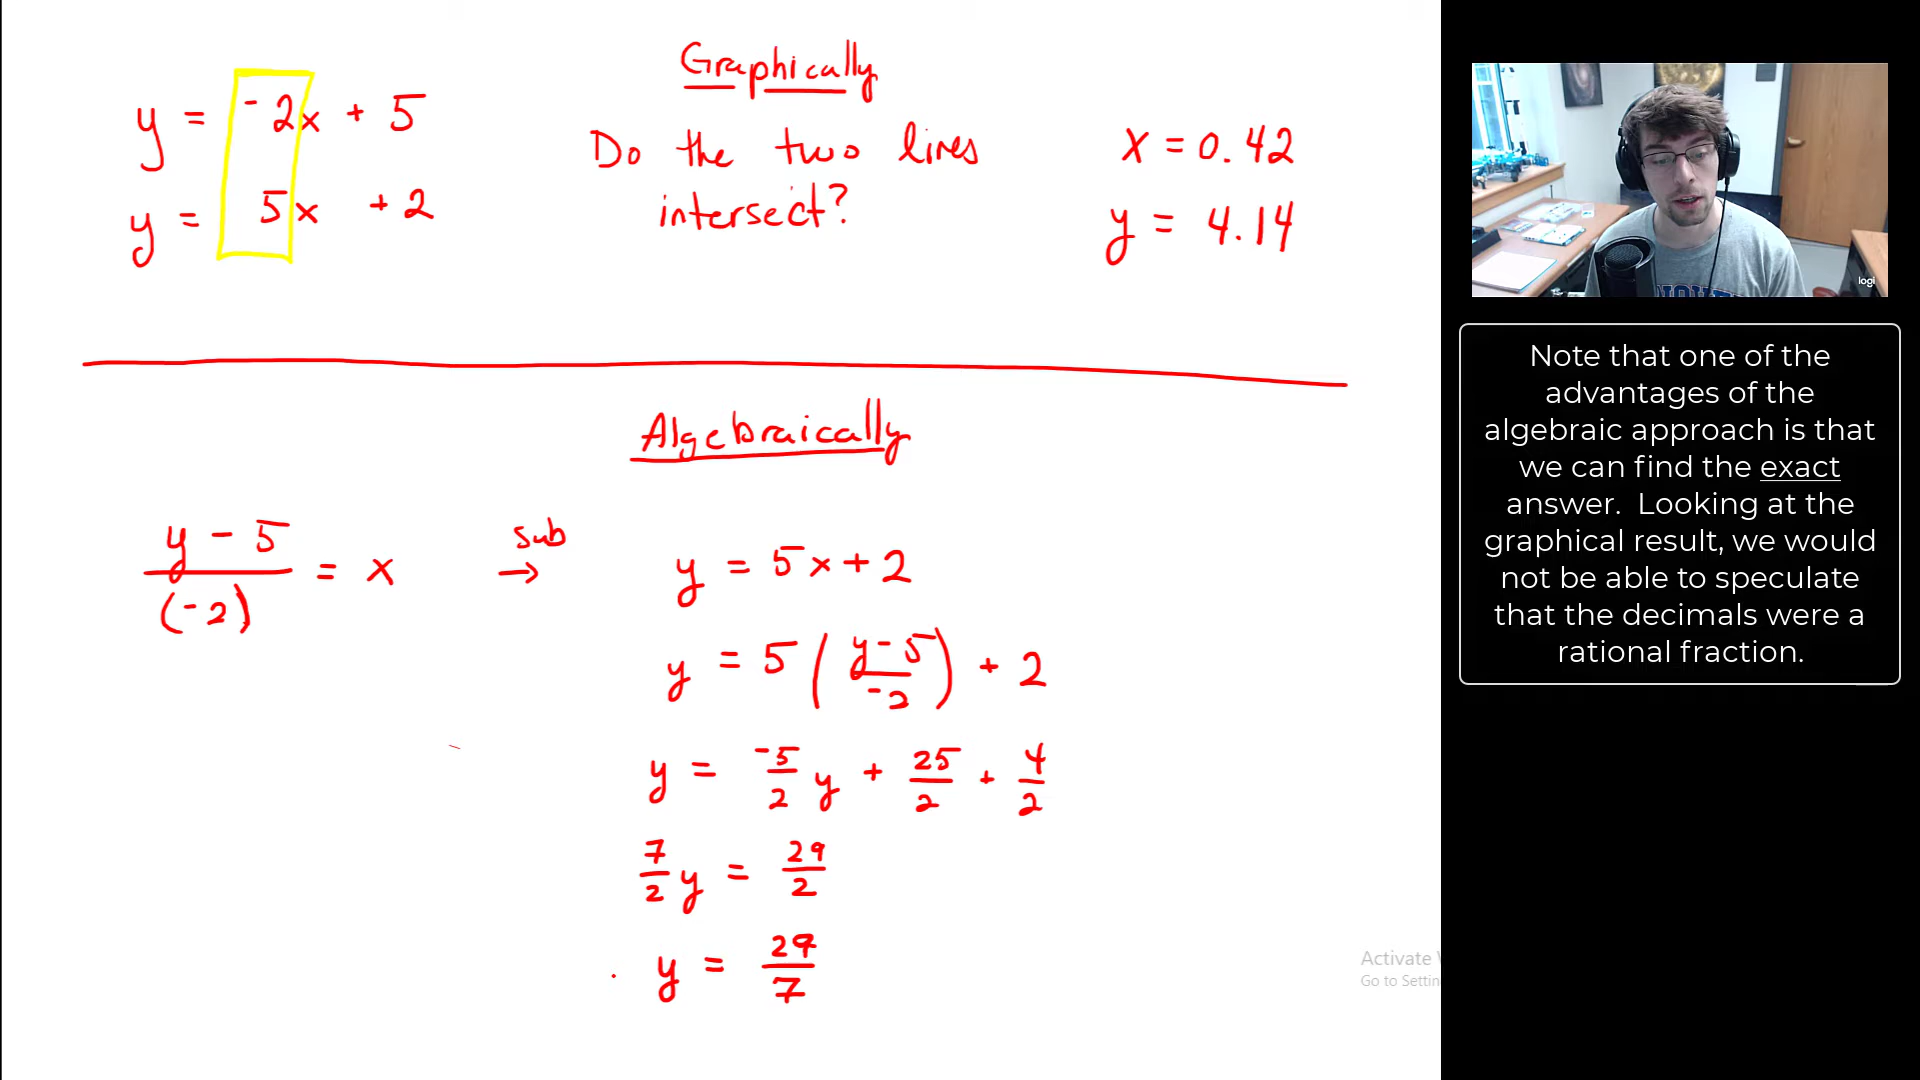 y = -2x + 5
y = 5x + 2
Graphically
Do the two lines
intersect?
x = 0.42
y = 4.14
Algebraically
y - 5 / (-2) = x
sub →
y = 5x + 2
y = 5 ( y - 5 / -2 ) + 2
y = -5/2 y + 25/2 + 4/2
7/2 y = 29/2
y = 29/7
logi
Note that one of the
advantages of the
algebraic approach is that
we can find the exact
answer. Looking at the
graphical result, we would
not be able to speculate
that the decimals were a
rational fraction.
Activate
Go to Settin